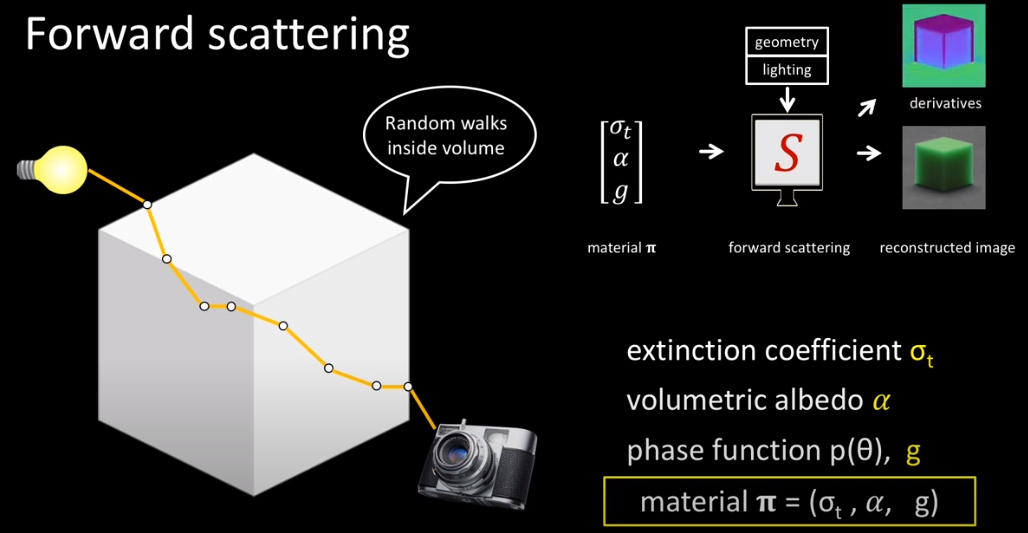 Forward scattering
Random walks
inside volume
geometry
lighting
derivatives
σt
α
g
S
material π
forward scattering
reconstructed image
extinction coefficient σt
volumetric albedo α
phase function p(θ), g
material π = (σt , α, g)